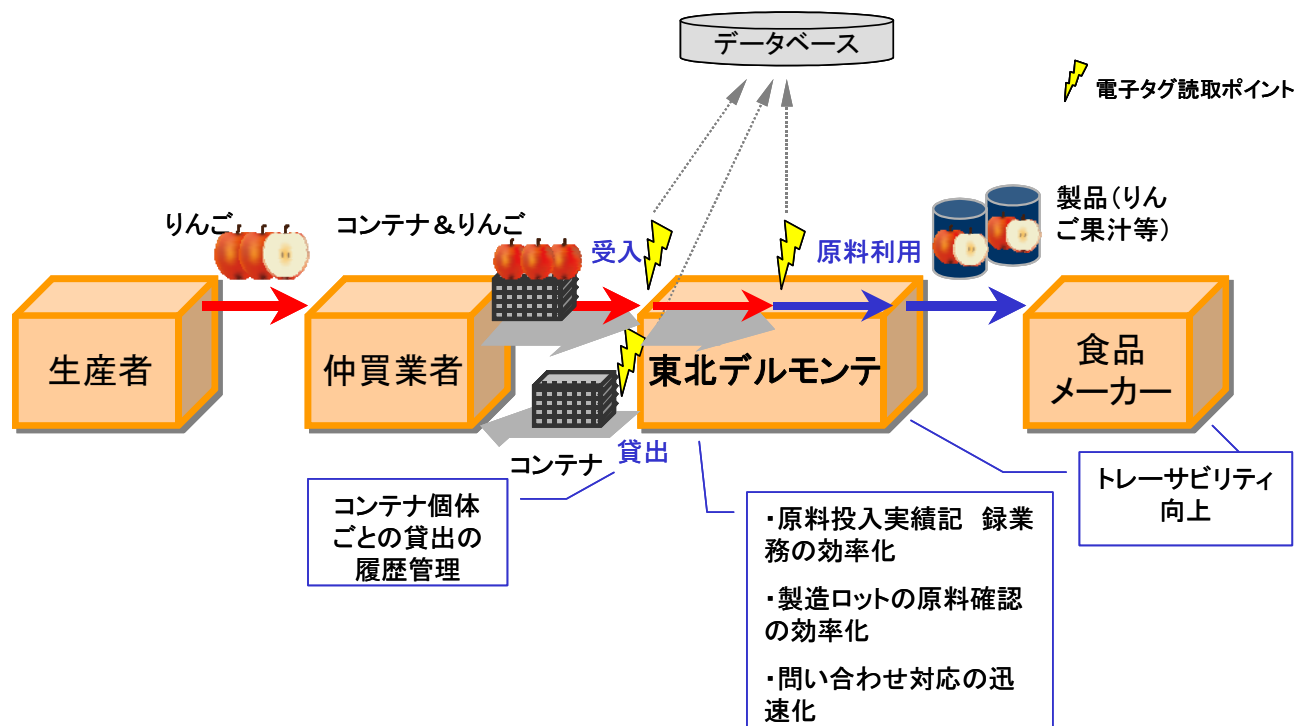 データベース
電子タグ読取ポイント
りんご
コンテナ＆りんご
受入
原料利用
製品（りん
ご果汁等）
生産者
仲買業者
東北デルモンテ
食品
メーカー
コンテナ
貸出
コンテナ個体
ごとの貸出の
履歴管理
・原料投入実績記　録業
務の効率化
・製造ロットの原料確認
の効率化
・問い合わせ対応の迅
速化
トレーサビリティ
向上